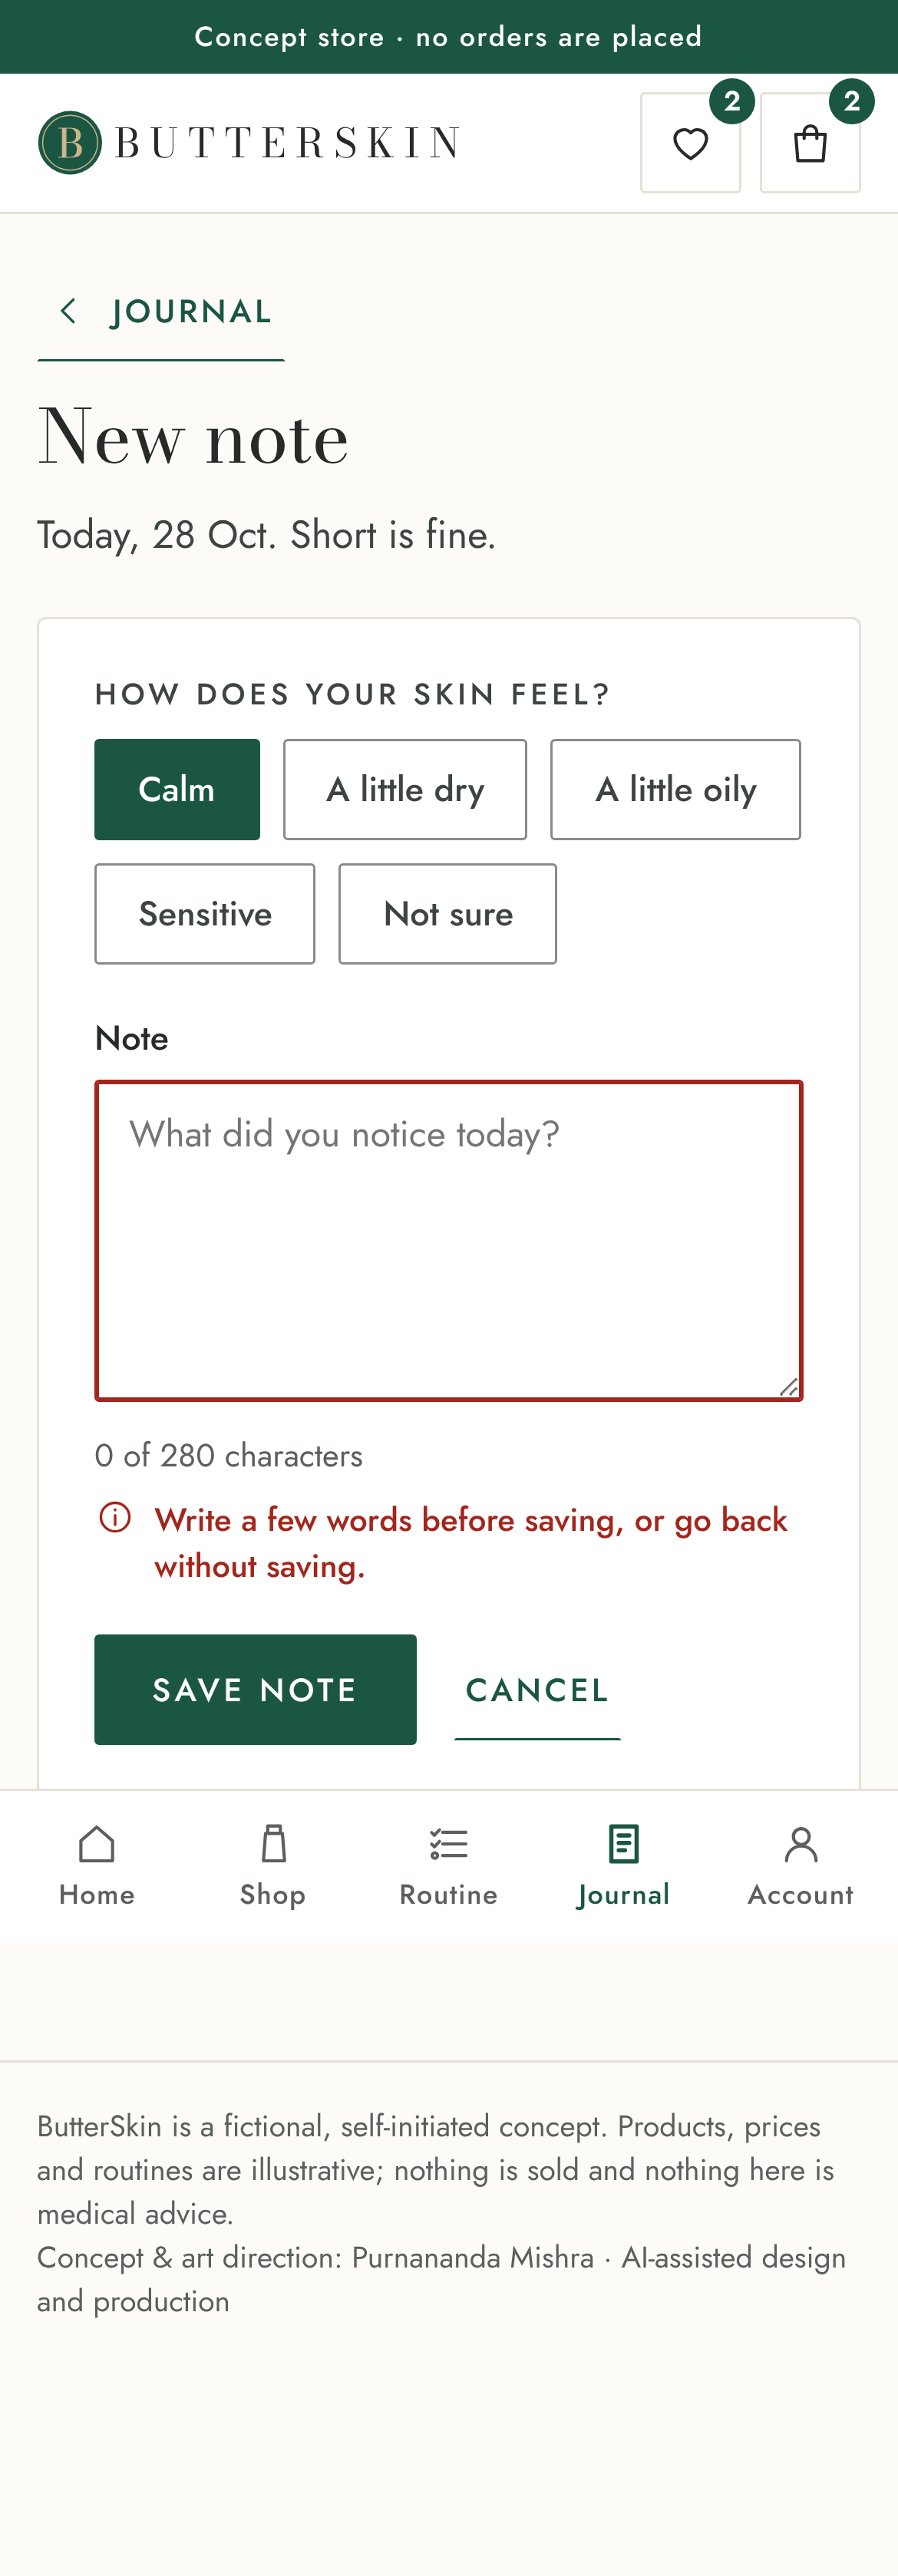 Concept store · no orders are placed
B BUTTERSKIN
2
2
JOURNAL
New note
Today, 28 Oct. Short is fine.
HOW DOES YOUR SKIN FEEL?
Calm
A little dry
A little oily
Sensitive
Not sure
Note
What did you notice today?
0 of 280 characters
Write a few words before saving, or go back
without saving.
SAVE NOTE
CANCEL
Home
Shop
Routine
Journal
Account
ButterSkin is a fictional, self-initiated concept. Products, prices
and routines are illustrative; nothing is sold and nothing here is
medical advice.
Concept & art direction: Purnananda Mishra · AI-assisted design
and production